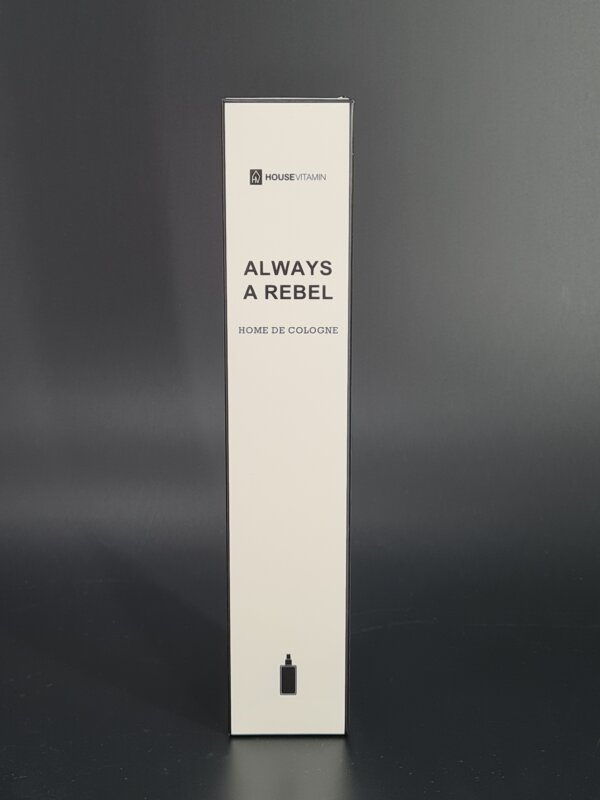 HOUSEVITAMIN
ALWAYS
A REBEL
HOME DE COLOGNE